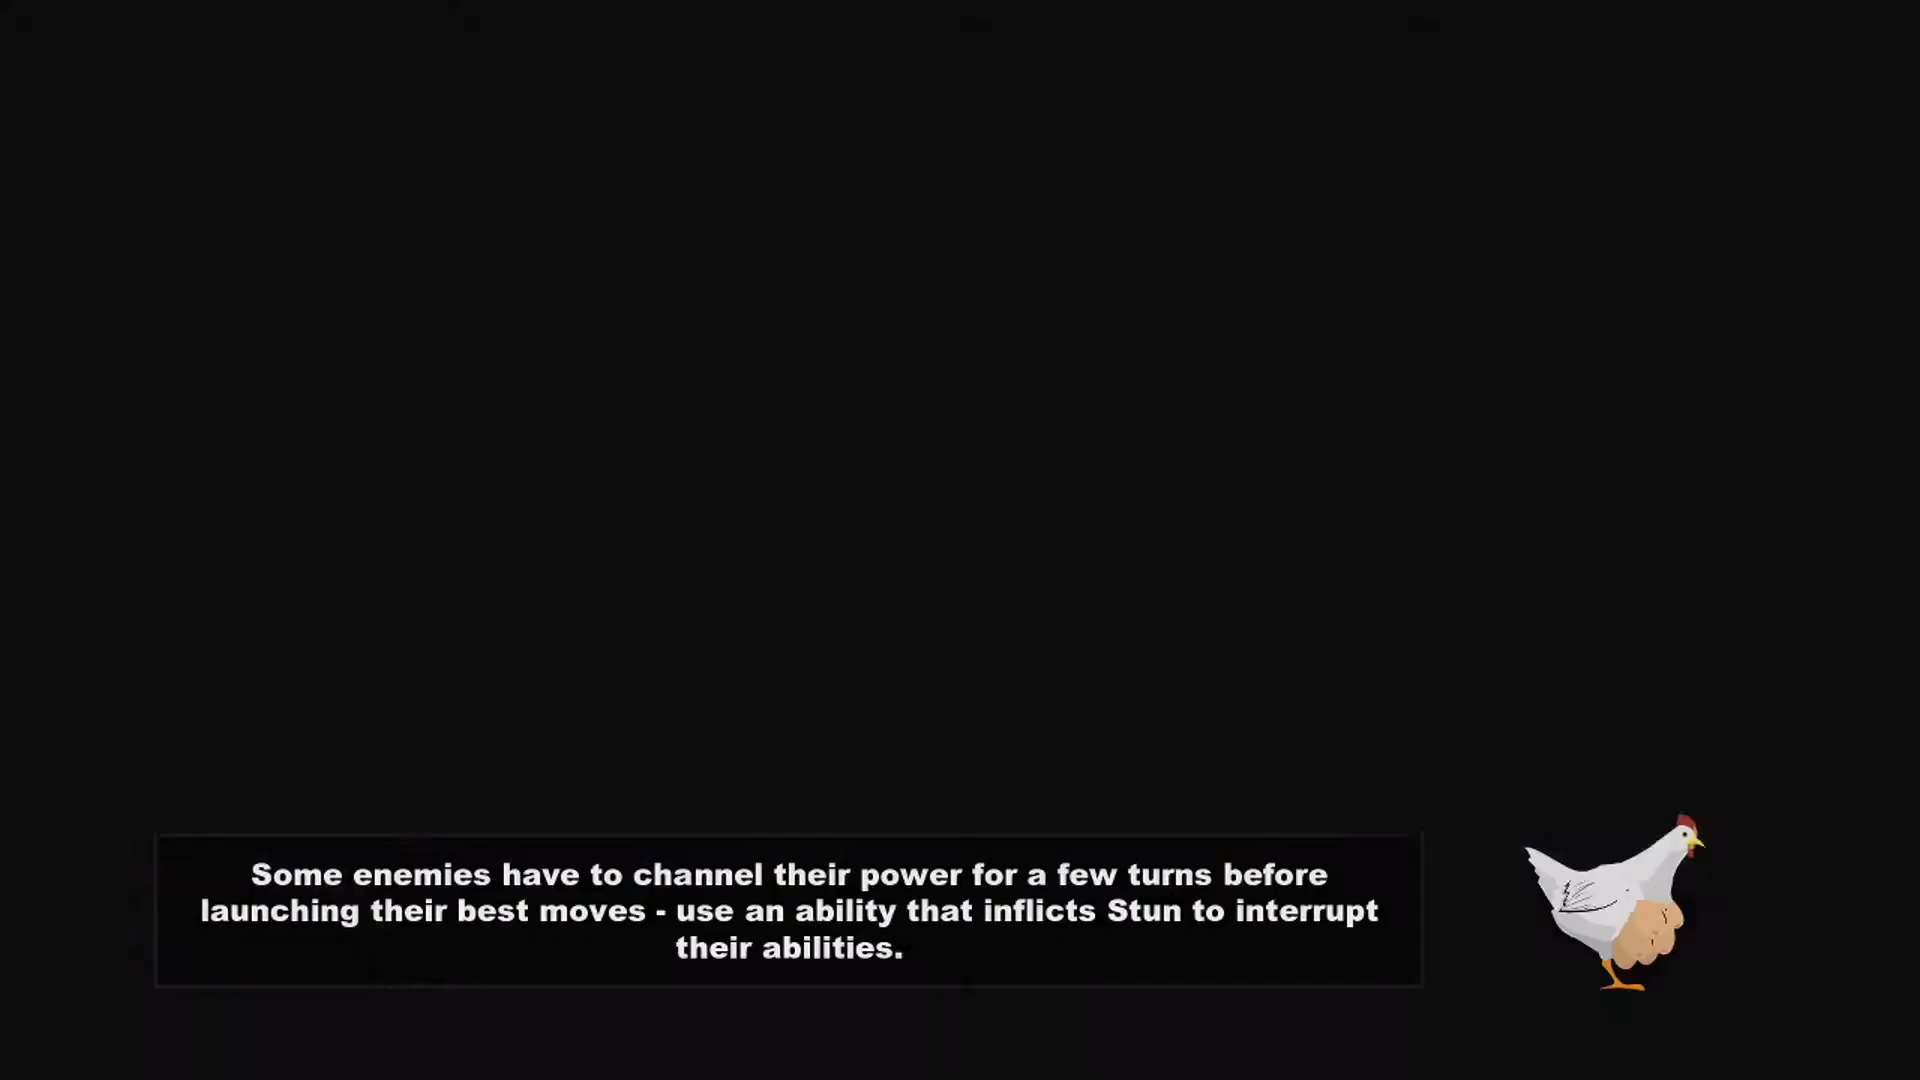 Some enemies have to channel their power for a few turns before
launching their best moves - use an ability that inflicts Stun to interrupt
their abilities.